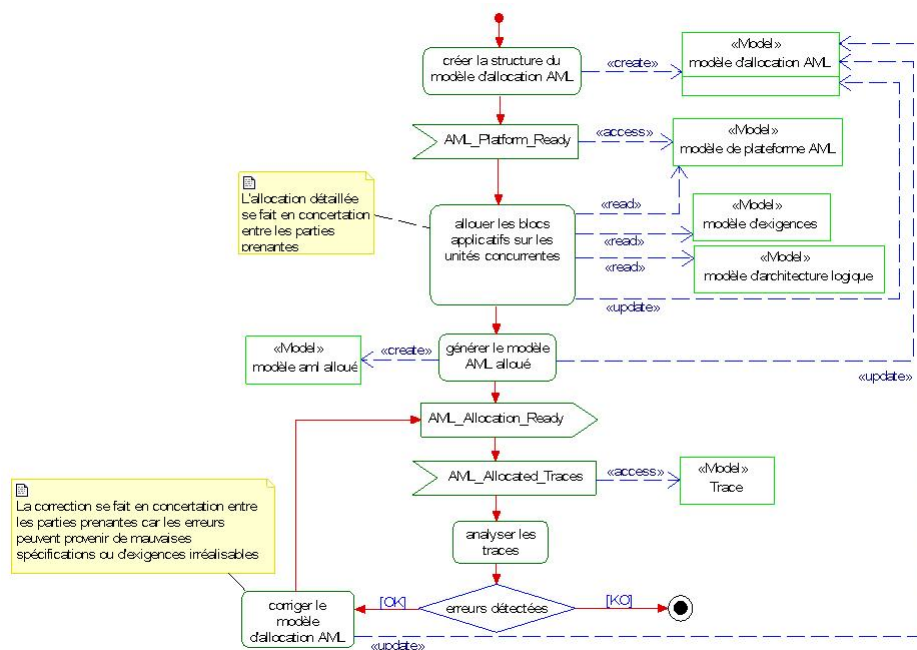 créer la structure du
modèle d'allocation AML
«create»
«Model»
modèle d'allocation AML
AML_Platform_Ready
«access»
«Model»
modèle de plateforme AML
L'allocation détaillée
se fait en concertation
entre les parties
prenantes
allouer les blocs
applicatifs sur les
unités concurrentes
«read»
«read»
«read»
«update»
«Model»
modèle d'exigences
«Model»
modèle d'architecture logique
«Model»
modèle aml alloué
«create»
générer le modèle
AML alloué
«update»
AML_Allocation_Ready
AML_Allocated_Traces
«access»
«Model»
Trace
La correction se fait en concertation entre
les parties prenantes car les erreurs
peuvent provenir de mauvaises
spécifications ou d'exigences irréalisables
analyser les
traces
corriger le
modèle
d'allocation AML
[OK]
erreurs détectées
[KO]
«update»